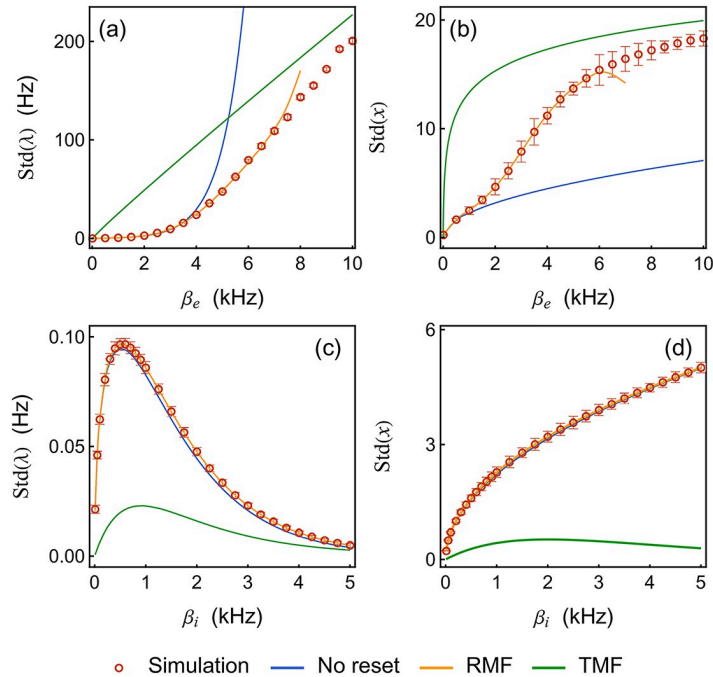 (a)
Std(λ) (Hz)
200
100
0
0 2 4 6 8 10
βe (kHz)
(b)
Std(x)
20
10
0
0 2 4 6 8 10
βe (kHz)
(c)
Std(λ) (Hz)
0.10
0.05
0.00
0 1 2 3 4 5
βi (kHz)
(d)
Std(x)
6
3
0
0 1 2 3 4 5
βi (kHz)
Simulation No reset RMF TMF